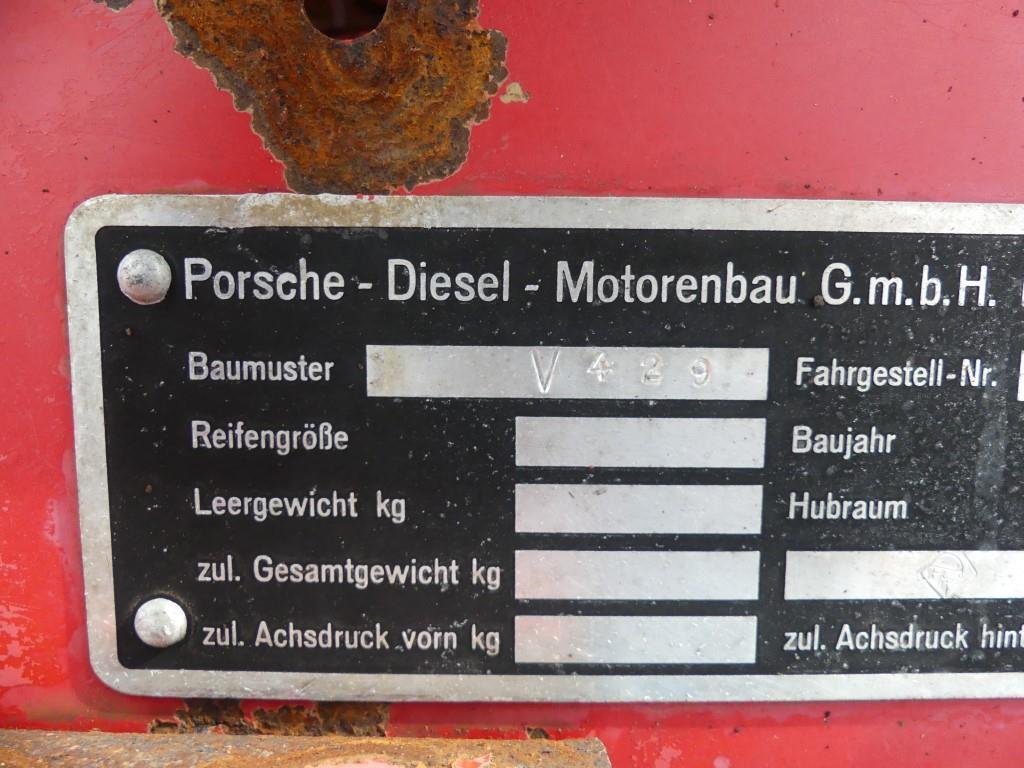 Porsche - Diesel - Motorenbau G.m.b.H.
Baumuster V429 Fahrgestell-Nr.
Reifengröße Baujahr
Leergewicht kg Hubraum
zul. Gesamtgewicht kg
zul. Achsdruck vorn kg zul. Achsdruck hint